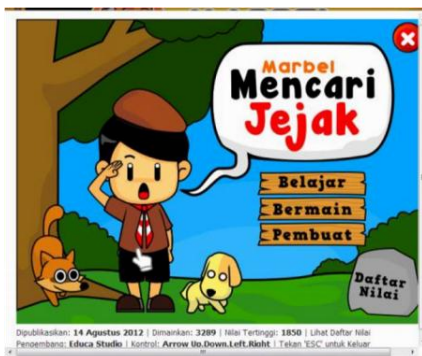 Marbel
Mencari
Jejak
Belajar
Bermain
Pembuat
Daftar
Nilai
Dipublikasikan: 14 Agustus 2012 | Dimainkan: 3289 | Nilai Tertinggi: 1850 | Lihat Daftar Nilai
Pengembang: Educa Studio | Kontrol: Arrow Up,Down,Left,Right | Tekan 'ESC' untuk Keluar